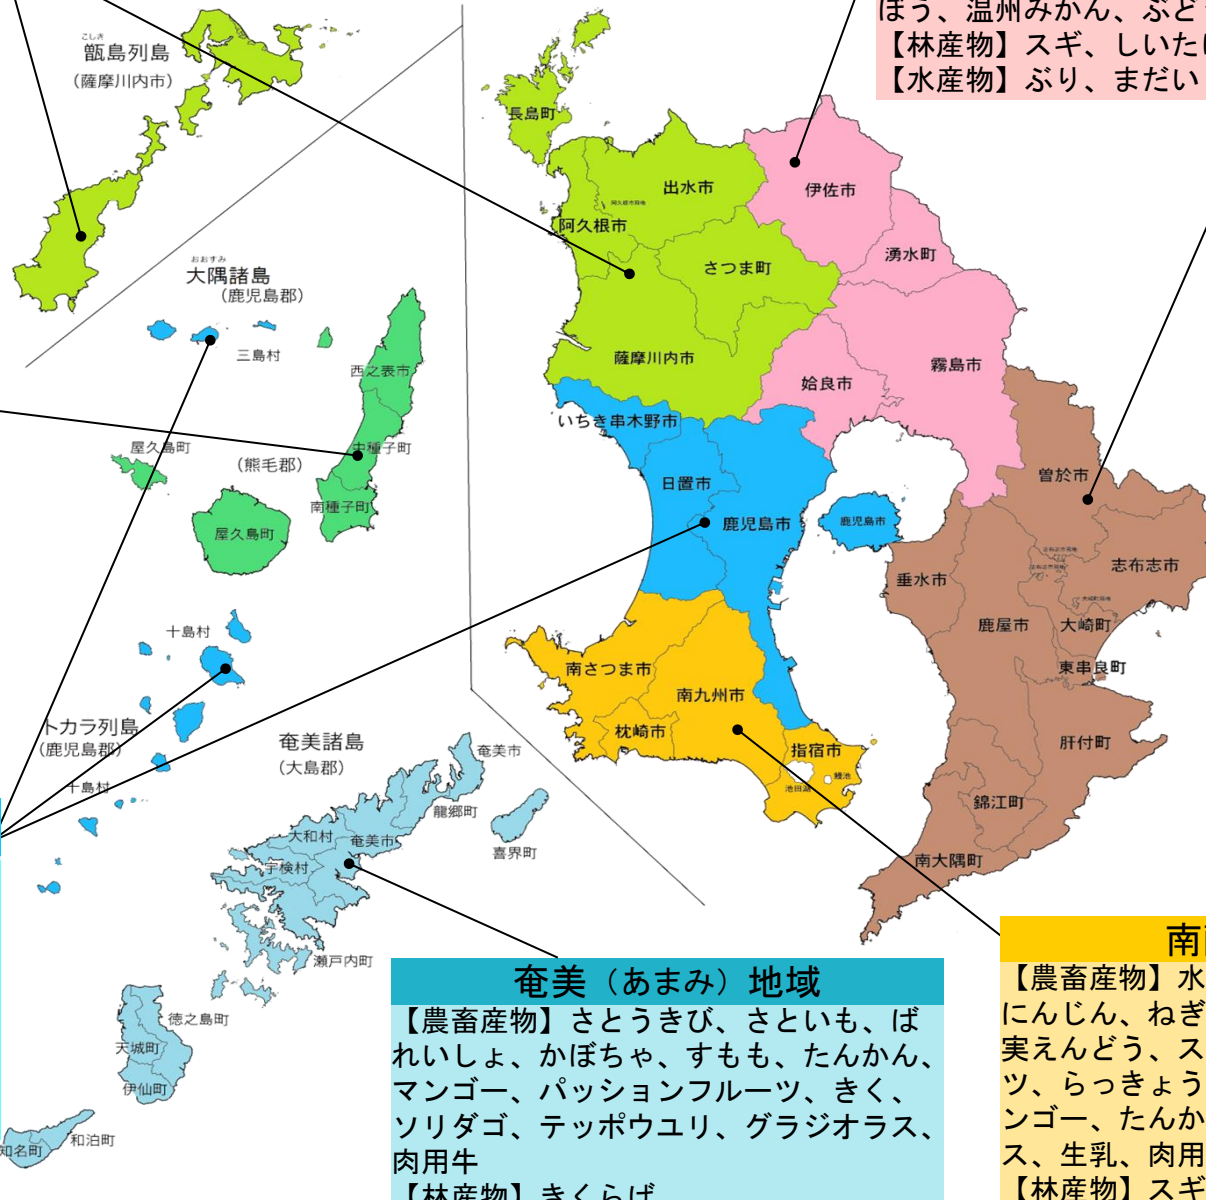 ほう、温州みかん、ぶど
【林産物】スギ、しいた
【水産物】ぶり、まだい
こしき
甑島列島
（薩摩川内市）
長島町
出水市
阿久根市飛地
阿久根市
伊佐市
湧水町
さつま町
薩摩川内市
姶良市
霧島市
おおすみ
大隅諸島
（鹿児島郡）
三島村
西之表市
屋久島町
（熊毛郡）
中種子町
南種子町
屋久島町
いちき串木野市
日置市
鹿児島市
鹿児島市
曽於市
志布志市
垂水市
鹿屋市
大崎町
東串良町
肝付町
錦江町
南大隅町
十島村
トカラ列島
（鹿児島郡）
十島村
南さつま市
南九州市
枕崎市
指宿市
池田湖
鰻池
奄美諸島
（大島郡）
奄美市
龍郷町
大和村
奄美市
宇検村
喜界町
瀬戸内町
徳之島町
天城町
伊仙町
和泊町
知名町
奄美（あまみ）地域
【農畜産物】さとうきび、さといも、ば
れいしょ、かぼちゃ、すもも、たんかん、
マンゴー、パッションフルーツ、きく、
ソリダゴ、テッポウユリ、グラジオラス、
肉用牛
【林産物】きくらげ
南
【農畜産物】水
にんじん、ねぎ
実えんどう、ス
ツ、らっきょう
ンゴー、たんか
ス、生乳、肉用
【林産物】スギ